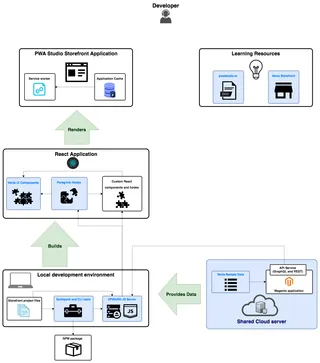 Developer
PWA Studio Storefront Application
Service worker
Application Cache
Learning Resources
pwastudio.io
Venia Storefront
Renders
React Application
Venia UI Components
Peregrine Hooks
Custom React
components and hooks
Builds
Local development environment
Storefront project files
Buildpack and CLI tools
UPWARD-JS Server
JS
NPM package
Provides Data
Venia Sample Data
API Service
(GraphQL and REST)
Magento application
Shared Cloud server